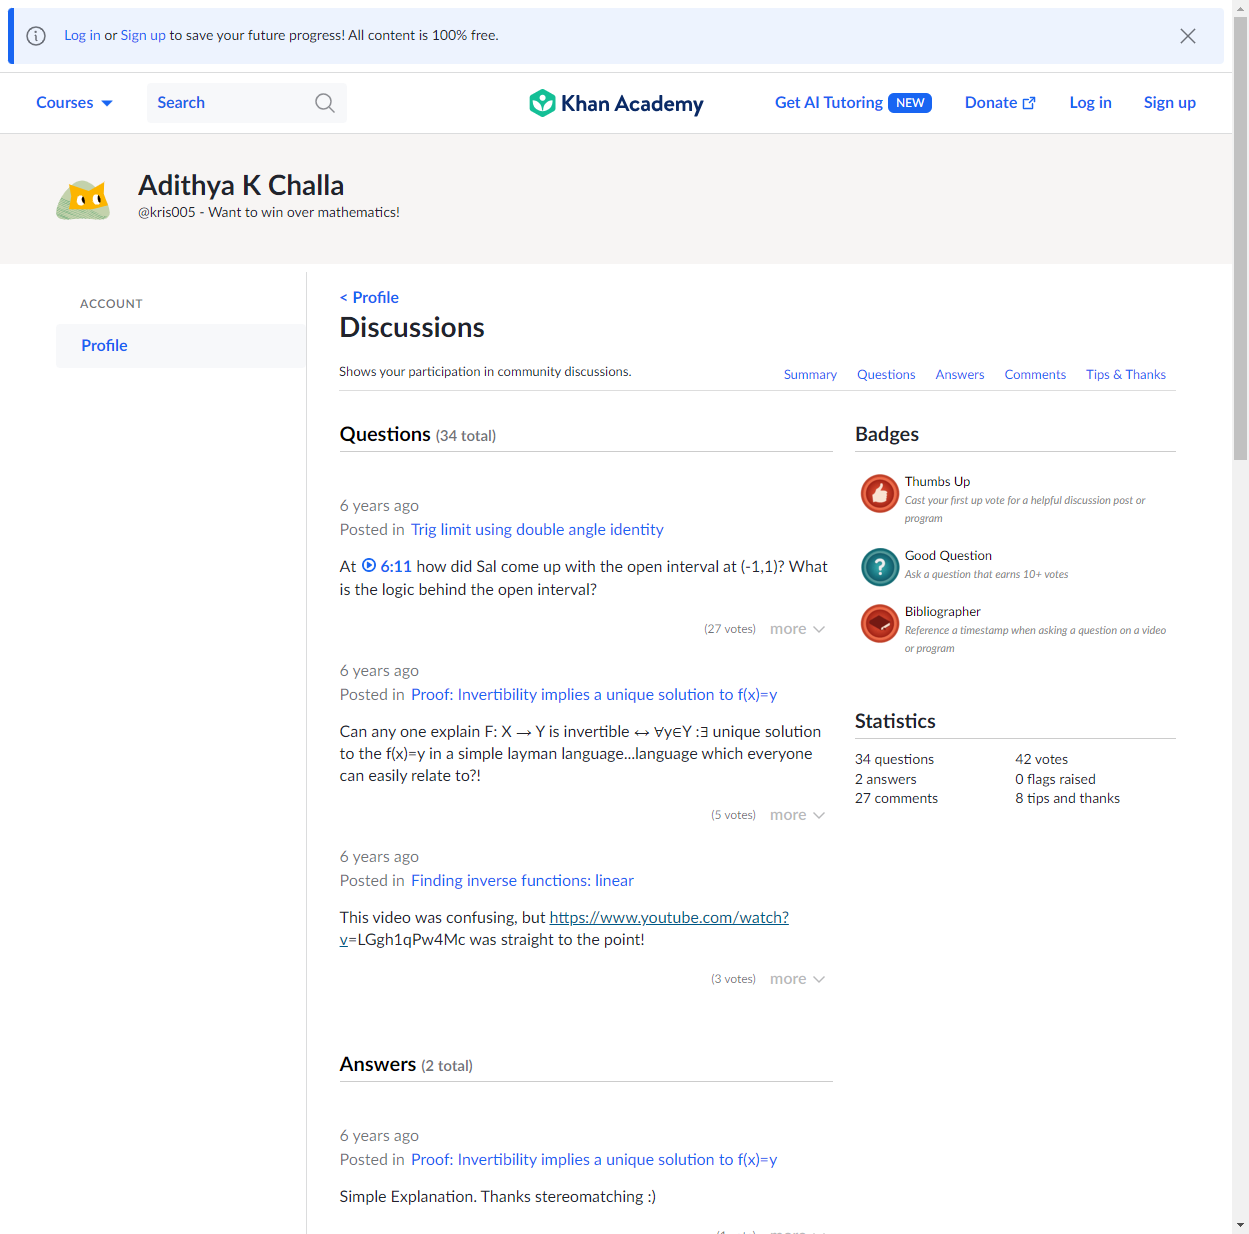 Log in or Sign up to save your future progress! All content is 100% free.
Courses
Search
Khan Academy
Get AI Tutoring NEW
Donate
Log in
Sign up
Adithya K Challa
@kris005 - Want to win over mathematics!
ACCOUNT
Profile
< Profile
Discussions
Shows your participation in community discussions.
Summary
Questions
Answers
Comments
Tips & Thanks
Questions (34 total)
6 years ago
Posted in Trig limit using double angle identity
At 6:11 how did Sal come up with the open interval at (-1,1)? What
is the logic behind the open interval?
(27 votes) more
6 years ago
Posted in Proof: Invertibility implies a unique solution to f(x)=y
Can any one explain F: X → Y is invertible ↔ ∀y∈Y :∃ unique solution
to the f(x)=y in a simple layman language...language which everyone
can easily relate to?!
(5 votes) more
6 years ago
Posted in Finding inverse functions: linear
This video was confusing, but https://www.youtube.com/watch?
v=LGgh1qPw4Mc was straight to the point!
(3 votes) more
Answers (2 total)
6 years ago
Posted in Proof: Invertibility implies a unique solution to f(x)=y
Simple Explanation. Thanks stereomatching :)
Badges
Thumbs Up
Cast your first up vote for a helpful discussion post or
program
Good Question
Ask a question that earns 10+ votes
Bibliographer
Reference a timestamp when asking a question on a video
or program
Statistics
34 questions
42 votes
2 answers
0 flags raised
27 comments
8 tips and thanks